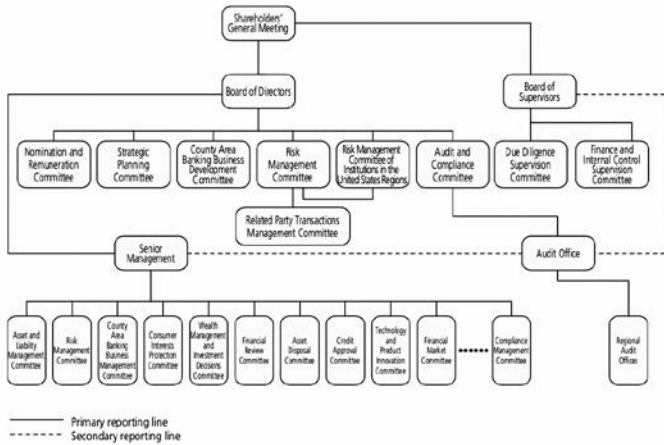 Shareholders'
General Meeting
Board of Directors
Board of
Supervisors
Nomination and
Remuneration
Committee
Strategic
Planning
Committee
County Area
Banking Business
Development
Committee
Risk
Management
Committee
Risk Management
Committee of
Institutions in the
United States Regions
Audit and
Compliance
Committee
Due Diligence
Supervision
Committee
Finance and
Internal Control
Supervision
Committee
Related Party Transactions
Management Committee
Senior
Management
Audit Office
Asset and
Liability Management
Committee
Risk
Management
Committee
County
Area
Banking
Business
Management
Committee
Consumer
Interests
Protection
Committee
Wealth
Management
and
Investment
Decisions
Committee
Financial
Review
Committee
Asset
Disposal
Committee
Credit
Approval
Committee
Technology
and
Product
Innovation
Committee
Financial
Market
Committee
Compliance
Management
Committee
Regional
Audit
Offices
Primary reporting line
Secondary reporting line